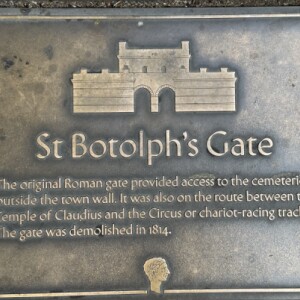 St Botolph's Gate
The original Roman gate provided access to the
outside the town wall. It was also on the route between
Temple of Claudius and the Circus or chariot-racing
The gate was demolished in 1814.